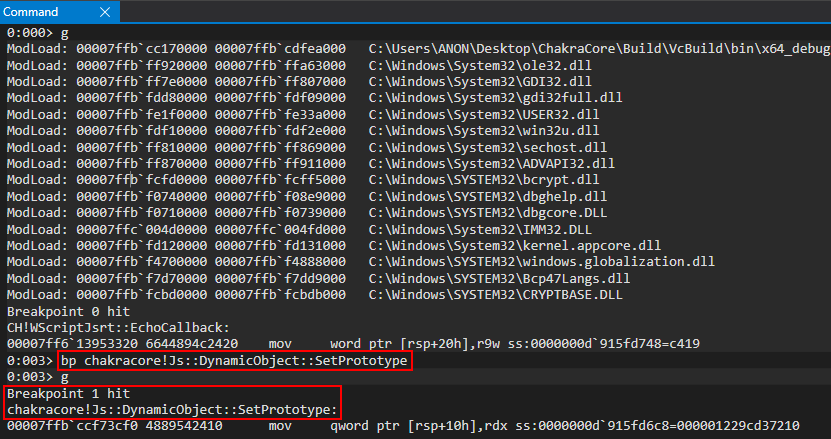 Command ×
0:000> g
ModLoad: 00007ffb`cc170000 00007ffb`cdfea000   C:\Users\ANON\Desktop\ChakraCore\Build\VcBuild\bin\x64_debug
ModLoad: 00007ffb`ff920000 00007ffb`ffa63000   C:\Windows\System32\ole32.dll
ModLoad: 00007ffb`ff7e0000 00007ffb`ff807000   C:\Windows\System32\GDI32.dll
ModLoad: 00007ffb`fdd80000 00007ffb`fdf09000   C:\Windows\System32\gdi32full.dll
ModLoad: 00007ffb`fe1f0000 00007ffb`fe33a000   C:\Windows\System32\USER32.dll
ModLoad: 00007ffb`fdf10000 00007ffb`fdf2e000   C:\Windows\System32\win32u.dll
ModLoad: 00007ffb`ff810000 00007ffb`ff869000   C:\Windows\System32\sechost.dll
ModLoad: 00007ffb`ff870000 00007ffb`ff911000   C:\Windows\System32\ADVAPI32.dll
ModLoad: 00007ffb`fcfd0000 00007ffb`fcff5000   C:\Windows\SYSTEM32\bcrypt.dll
ModLoad: 00007ffb`f0740000 00007ffb`f08e9000   C:\Windows\SYSTEM32\dbghelp.dll
ModLoad: 00007ffb`f0710000 00007ffb`f0739000   C:\Windows\SYSTEM32\dbgcore.DLL
ModLoad: 00007ffc`004d0000 00007ffc`004fd000   C:\Windows\System32\IMM32.DLL
ModLoad: 00007ffb`fd120000 00007ffb`fd131000   C:\Windows\System32\kernel.appcore.dll
ModLoad: 00007ffb`f4700000 00007ffb`f4888000   C:\Windows\SYSTEM32\windows.globalization.dll
ModLoad: 00007ffb`f7d70000 00007ffb`f7dd9000   C:\Windows\SYSTEM32\Bcp47Langs.dll
ModLoad: 00007ffb`fcbd0000 00007ffb`fcbdb000   C:\Windows\SYSTEM32\CRYPTBASE.DLL
Breakpoint 0 hit
CH!WScriptJsrt::EchoCallback:
00007ff6`13953320 6644894c2420    mov     word ptr [rsp+20h],r9w ss:0000000d`915fd748=c419
0:003> bp chakracore!Js::DynamicObject::SetPrototype
0:003> g
Breakpoint 1 hit
chakracore!Js::DynamicObject::SetPrototype:
00007ffb`ccf73cf0 4889542410      mov     qword ptr [rsp+10h],rdx ss:0000000d`915fd6c8=000001229cd37210